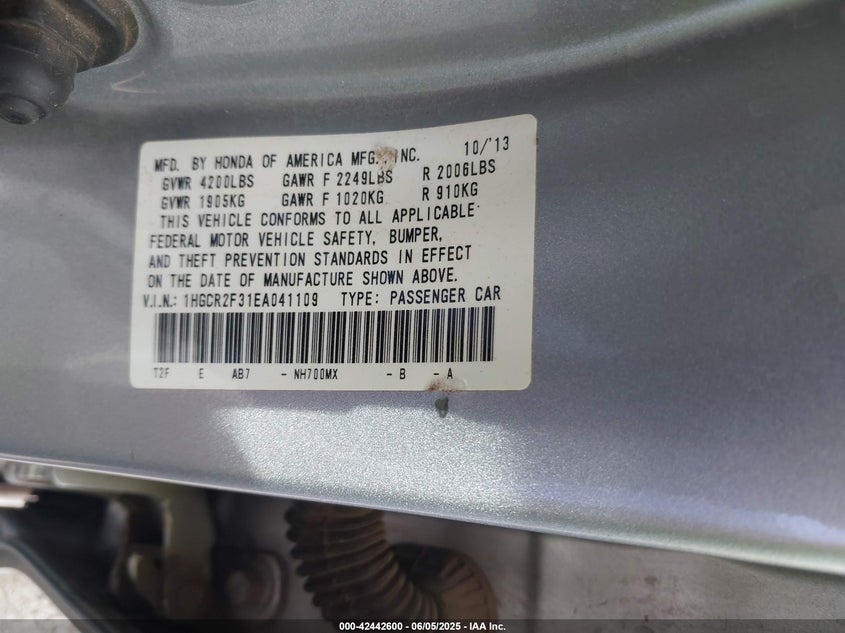 MFD. BY HONDA OF AMERICA MFG., INC. 10/'13
GVWR 4200LBS GAWR F 2249LBS R 2006LBS
GVWR 1905KG GAWR F 1020KG R 910KG
THIS VEHICLE CONFORMS TO ALL APPLICABLE
FEDERAL MOTOR VEHICLE SAFETY, BUMPER,
AND THEFT PREVENTION STANDARDS IN EFFECT
ON THE DATE OF MANUFACTURE SHOWN ABOVE.
V.I.N.: 1HGCR2F31EA041109 TYPE: PASSENGER CAR
T2F E AB7 - NH700MX - B - A
000-42442600 - 06/05/2025 - IAA Inc.